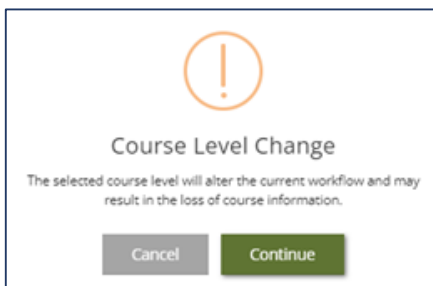 Course Level Change
The selected course level will alter the current workflow and may
result in the loss of course information.
Cancel Continue